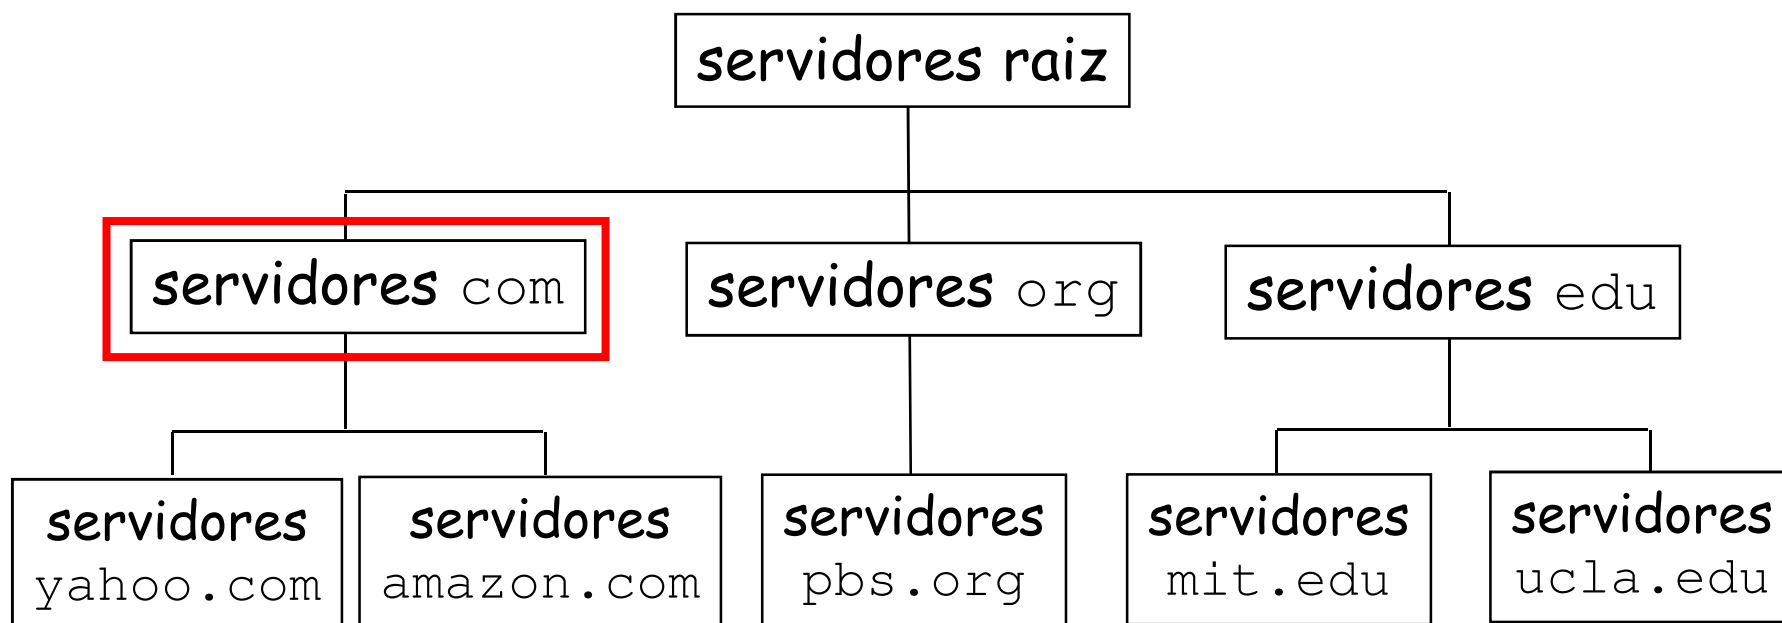 servidores raiz
servidores com
servidores org
servidores edu
servidores
yahoo.com
servidores
amazon.com
servidores
pbs.org
servidores
mit.edu
servidores
ucla.edu